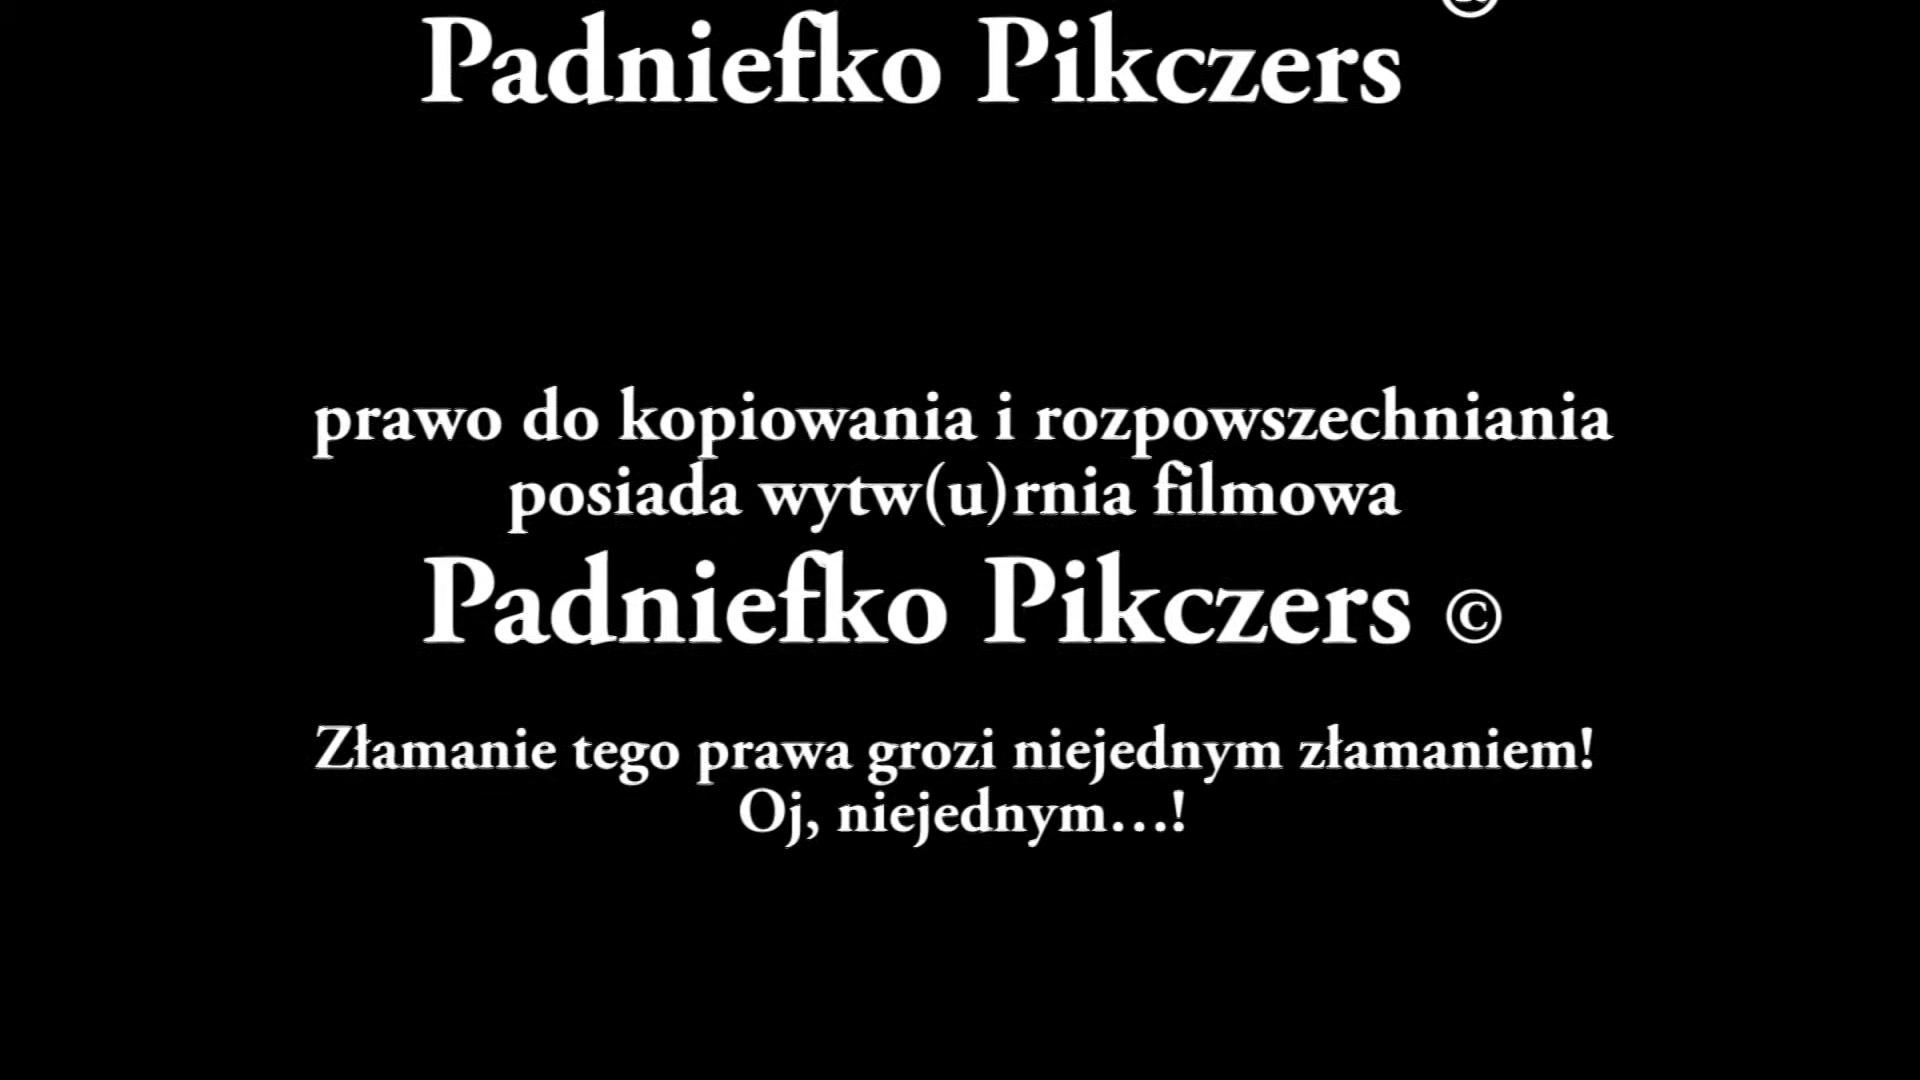 Padniefko Pikczers
prawo do kopiowania i rozpowszechniania
posiada wytw(u)rnia filmowa
Padniefko Pikczers ©
Złamanie tego prawa grozi niejednym złamaniem!
Oj, niejednym...!